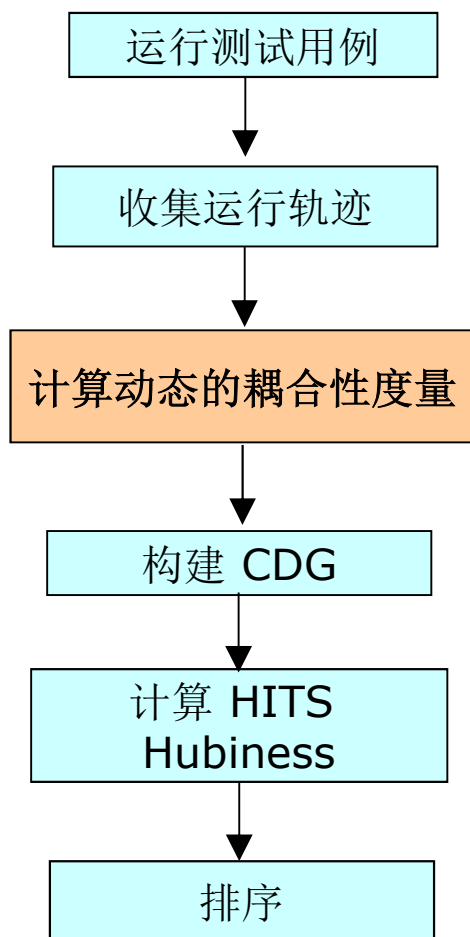 运行测试用例
收集运行轨迹
计算动态的耦合性度量
构建 CDG
计算 HITS
Hubiness
排序